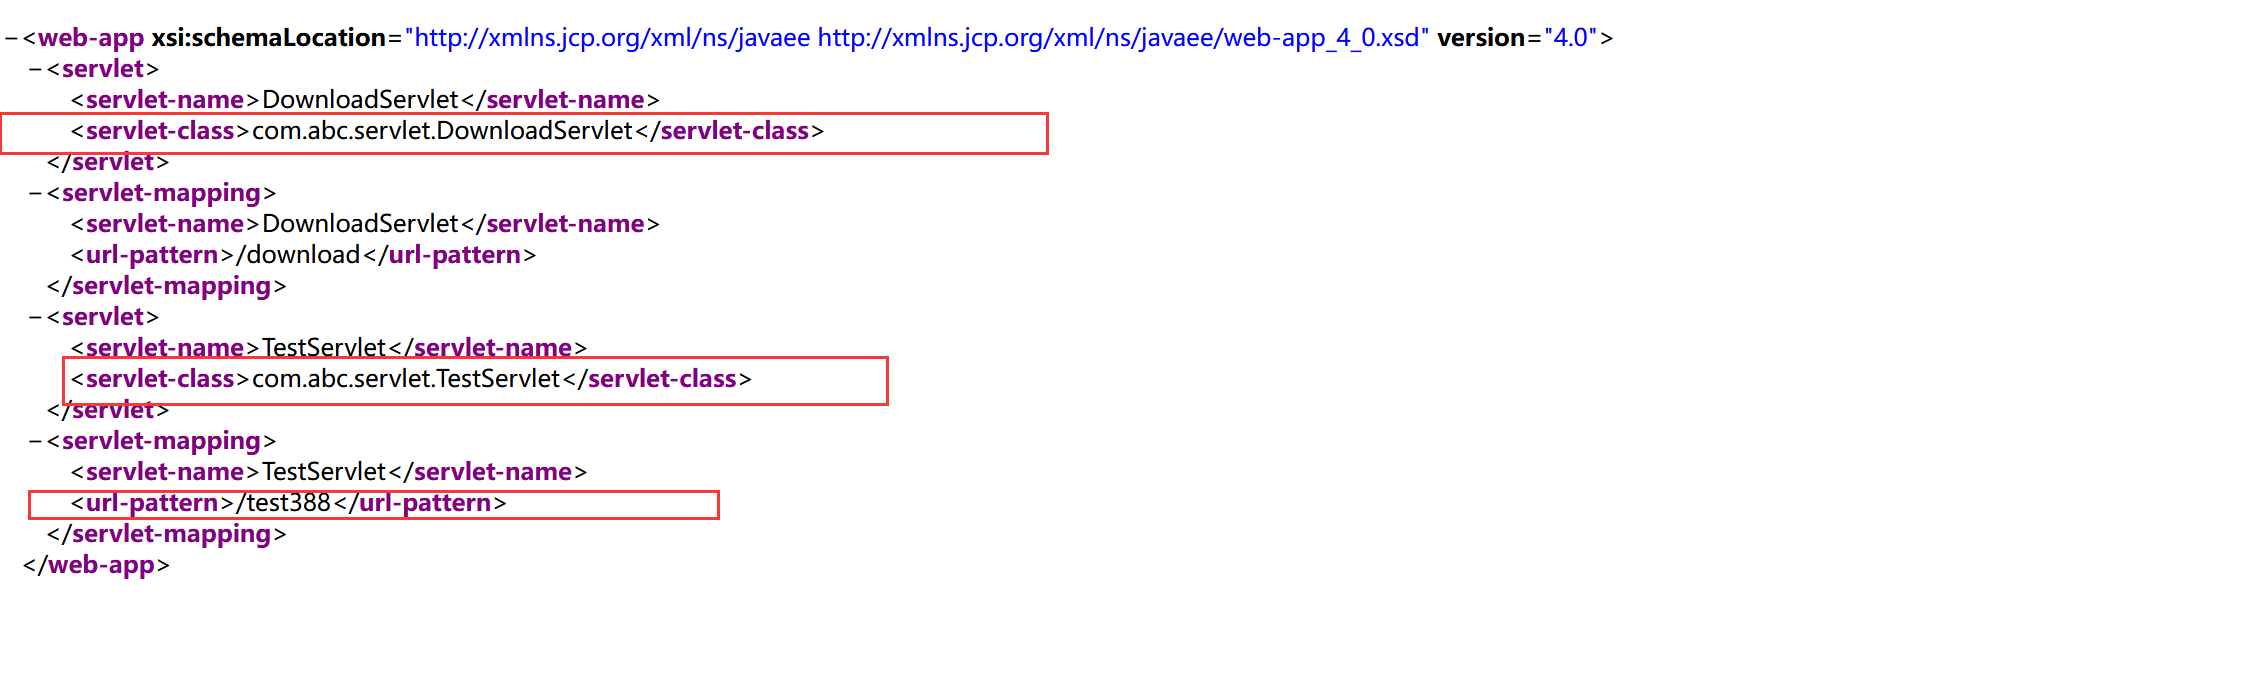 −<web-app xsi:schemaLocation="http://xmlns.jcp.org/xml/ns/javaee http://xmlns.jcp.org/xml/ns/javaee/web-app_4_0.xsd" version="4.0">
−<servlet>
<servlet-name>DownloadServlet</servlet-name>
<servlet-class>com.abc.servlet.DownloadServlet</servlet-class>
</servlet>
−<servlet-mapping>
<servlet-name>DownloadServlet</servlet-name>
<url-pattern>/download</url-pattern>
</servlet-mapping>
−<servlet>
<servlet-name>TestServlet</servlet-name>
<servlet-class>com.abc.servlet.TestServlet</servlet-class>
</servlet>
−<servlet-mapping>
<servlet-name>TestServlet</servlet-name>
<url-pattern>/test388</url-pattern>
</servlet-mapping>
</web-app>